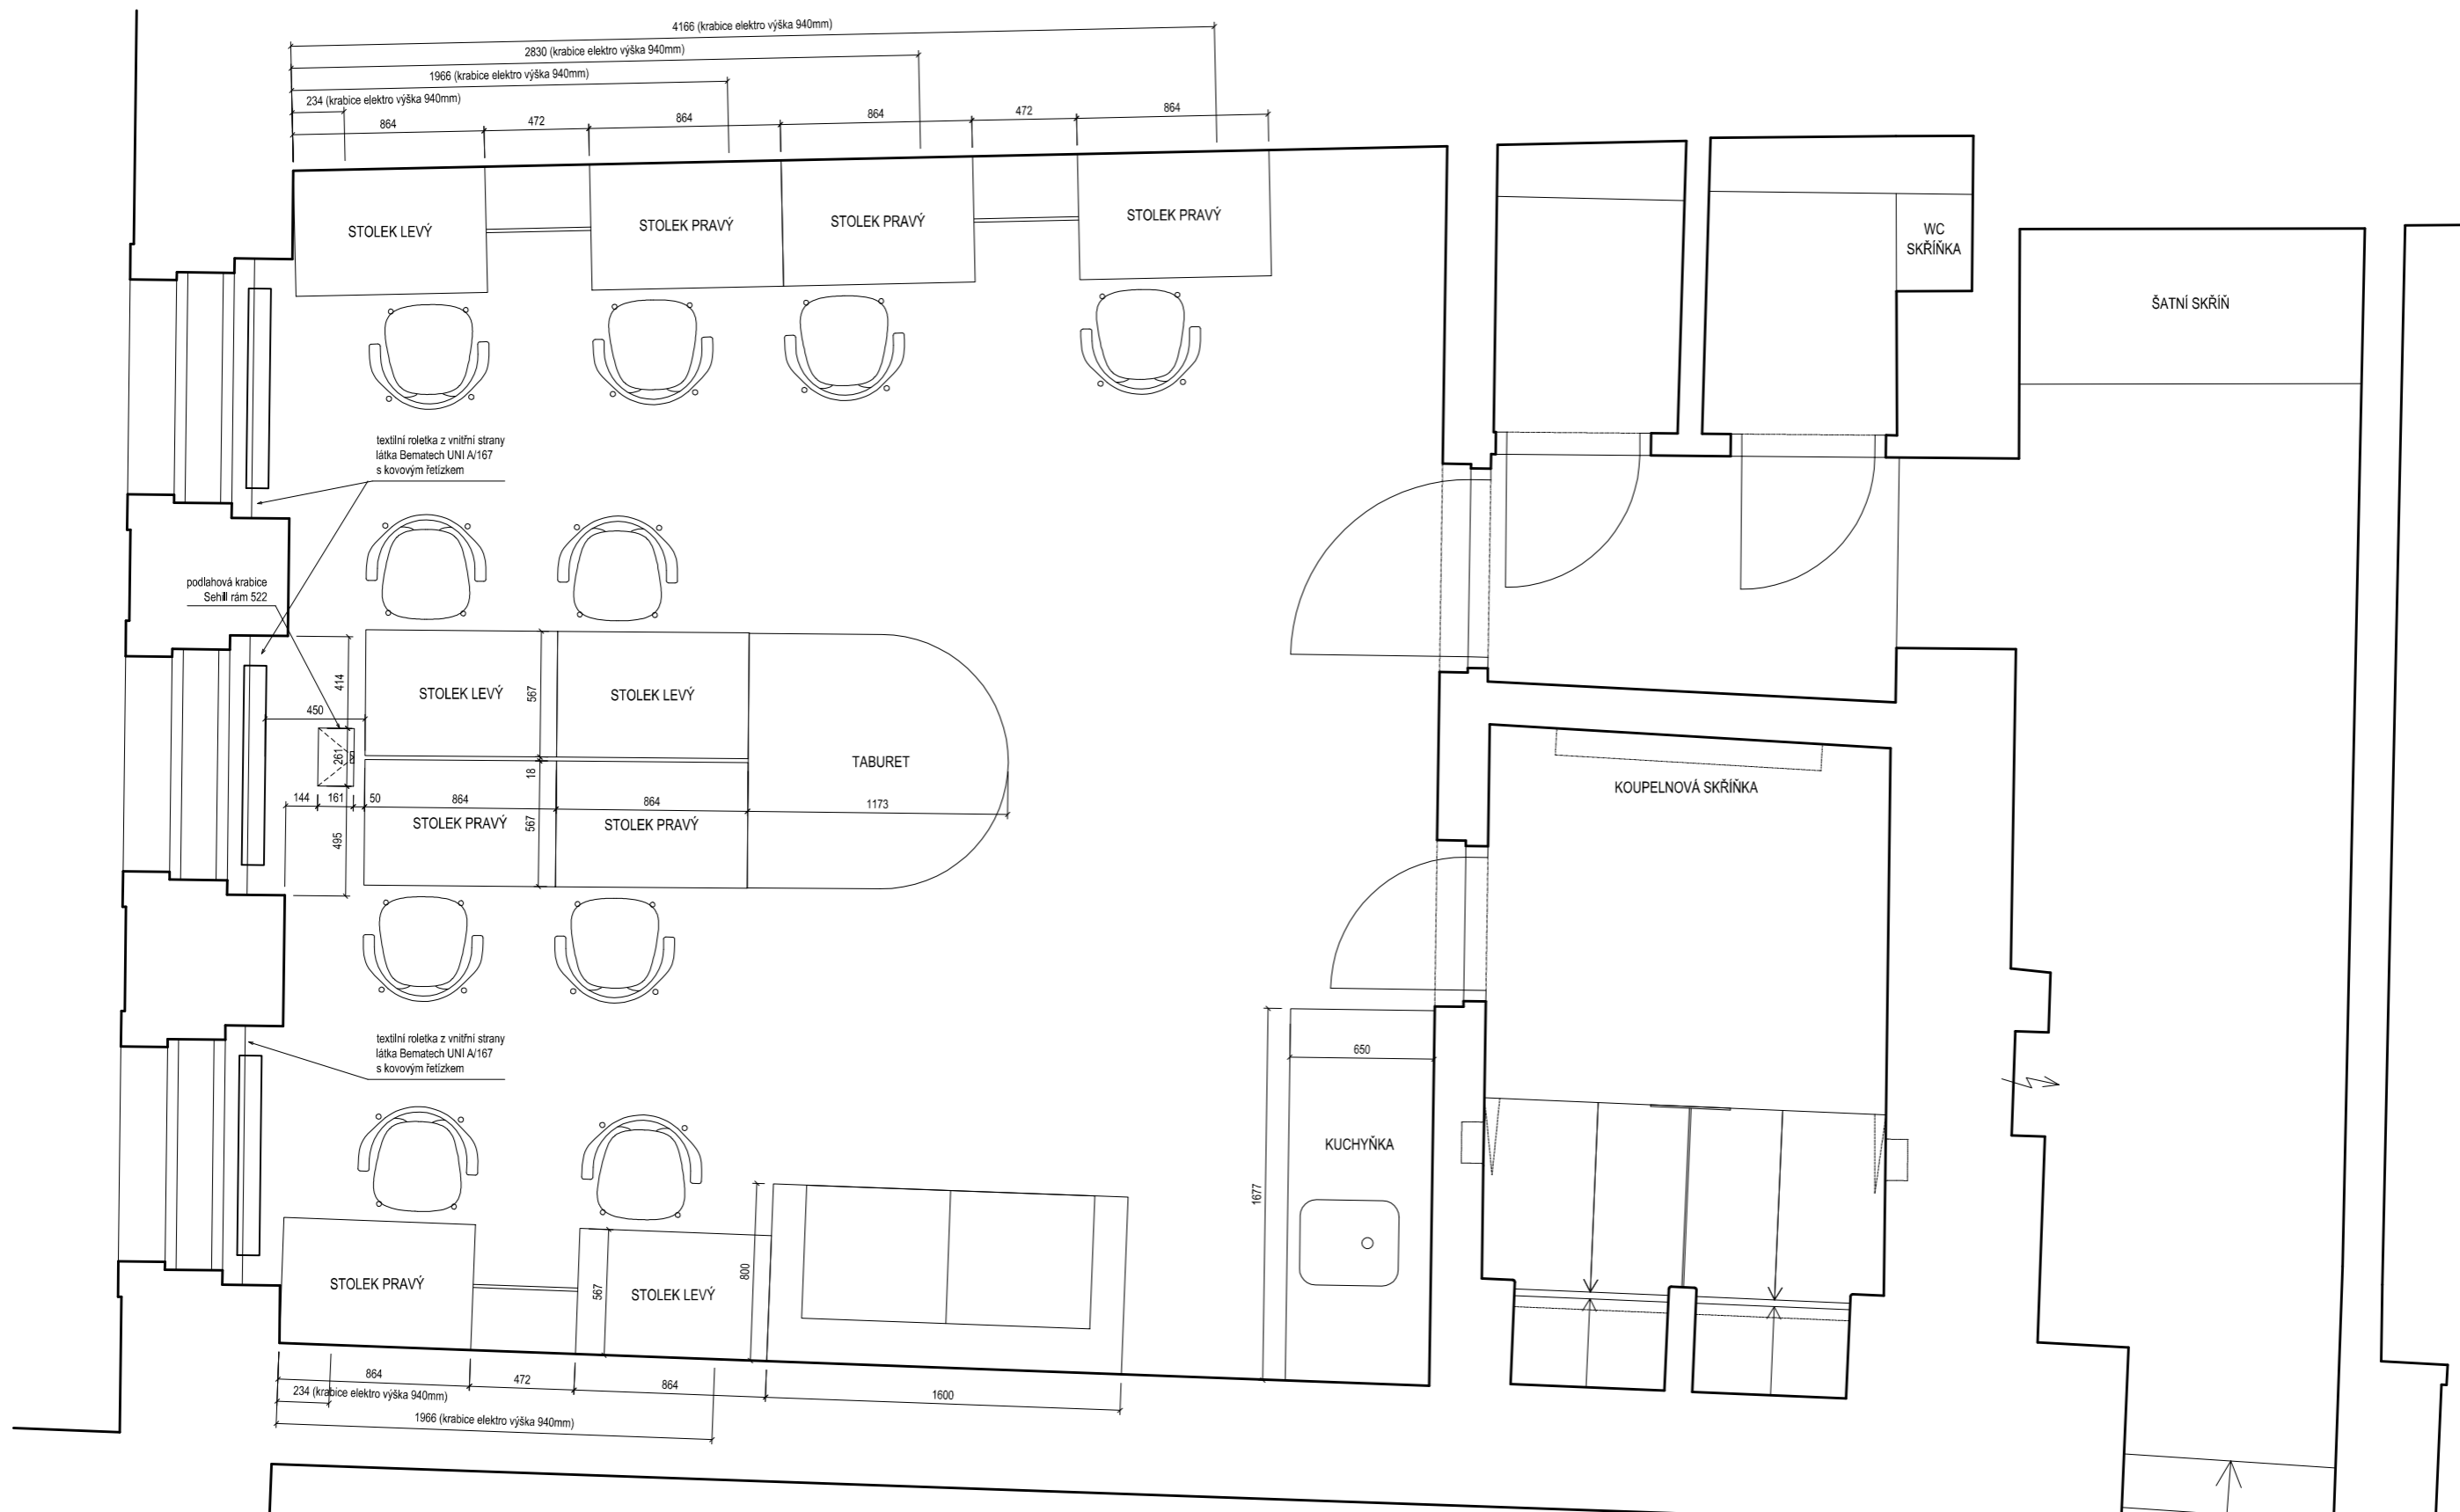 4166 (krabice elektro výška 940mm)
2830 (krabice elektro výška 940mm)
1966 (krabice elektro výška 940mm)
234 (krabice elektro výška 940mm)
864
472
864
864
472
864
STOLEK LEVÝ
STOLEK PRAVÝ
STOLEK PRAVÝ
STOLEK PRAVÝ
WC
SKŘÍŇKA
ŠATNÍ SKŘÍŇ
textilní roletka z vnitřní strany
látka Bematech UNI A/167
s kovovým řetízkem
podlahová krabice
Sehill rám 522
414
450
261
144
161
50
495
STOLEK LEVÝ
567
STOLEK LEVÝ
18
864
864
1173
TABURET
STOLEK PRAVÝ
567
STOLEK PRAVÝ
KOUPELNOVÁ SKŘÍŇKA
textilní roletka z vnitřní strany
látka Bematech UNI A/167
s kovovým řetízkem
650
KUCHYŇKA
1677
800
567
STOLEK PRAVÝ
STOLEK LEVÝ
864
472
864
1600
234 (krabice elektro výška 940mm)
1966 (krabice elektro výška 940mm)